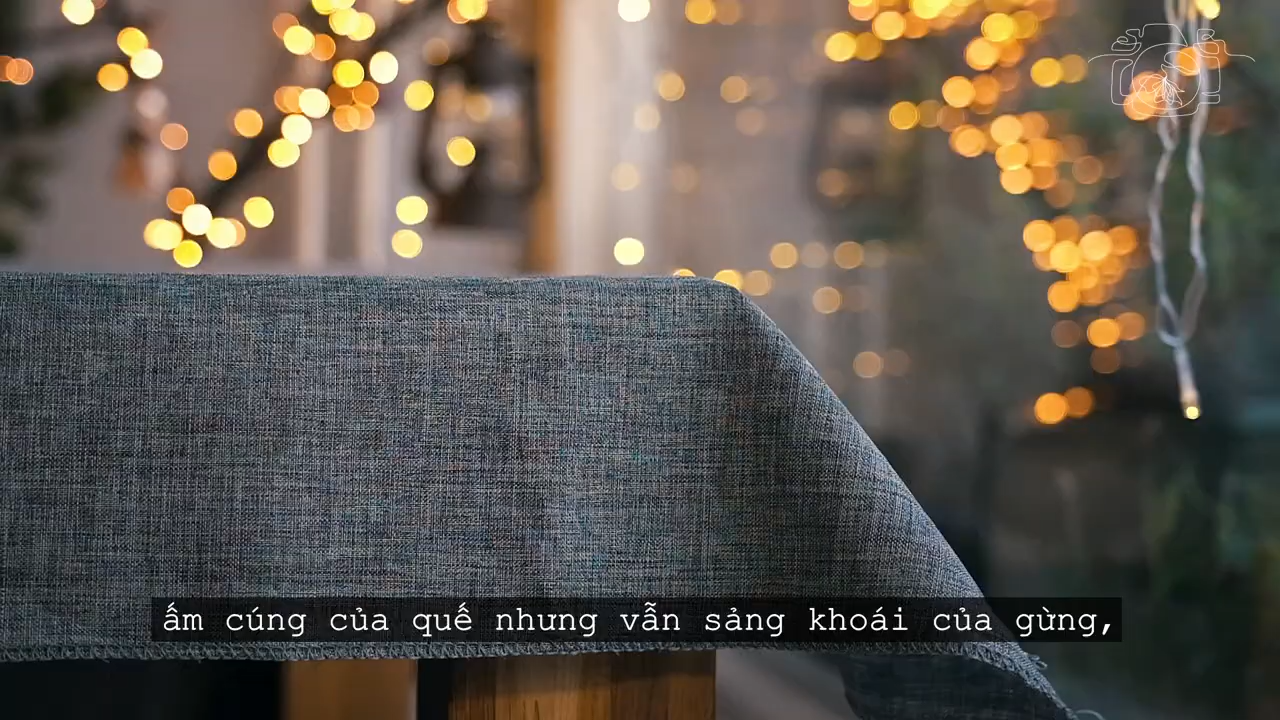 ấm cúng của quế nhưng vẫn sảng khoái của gừng,